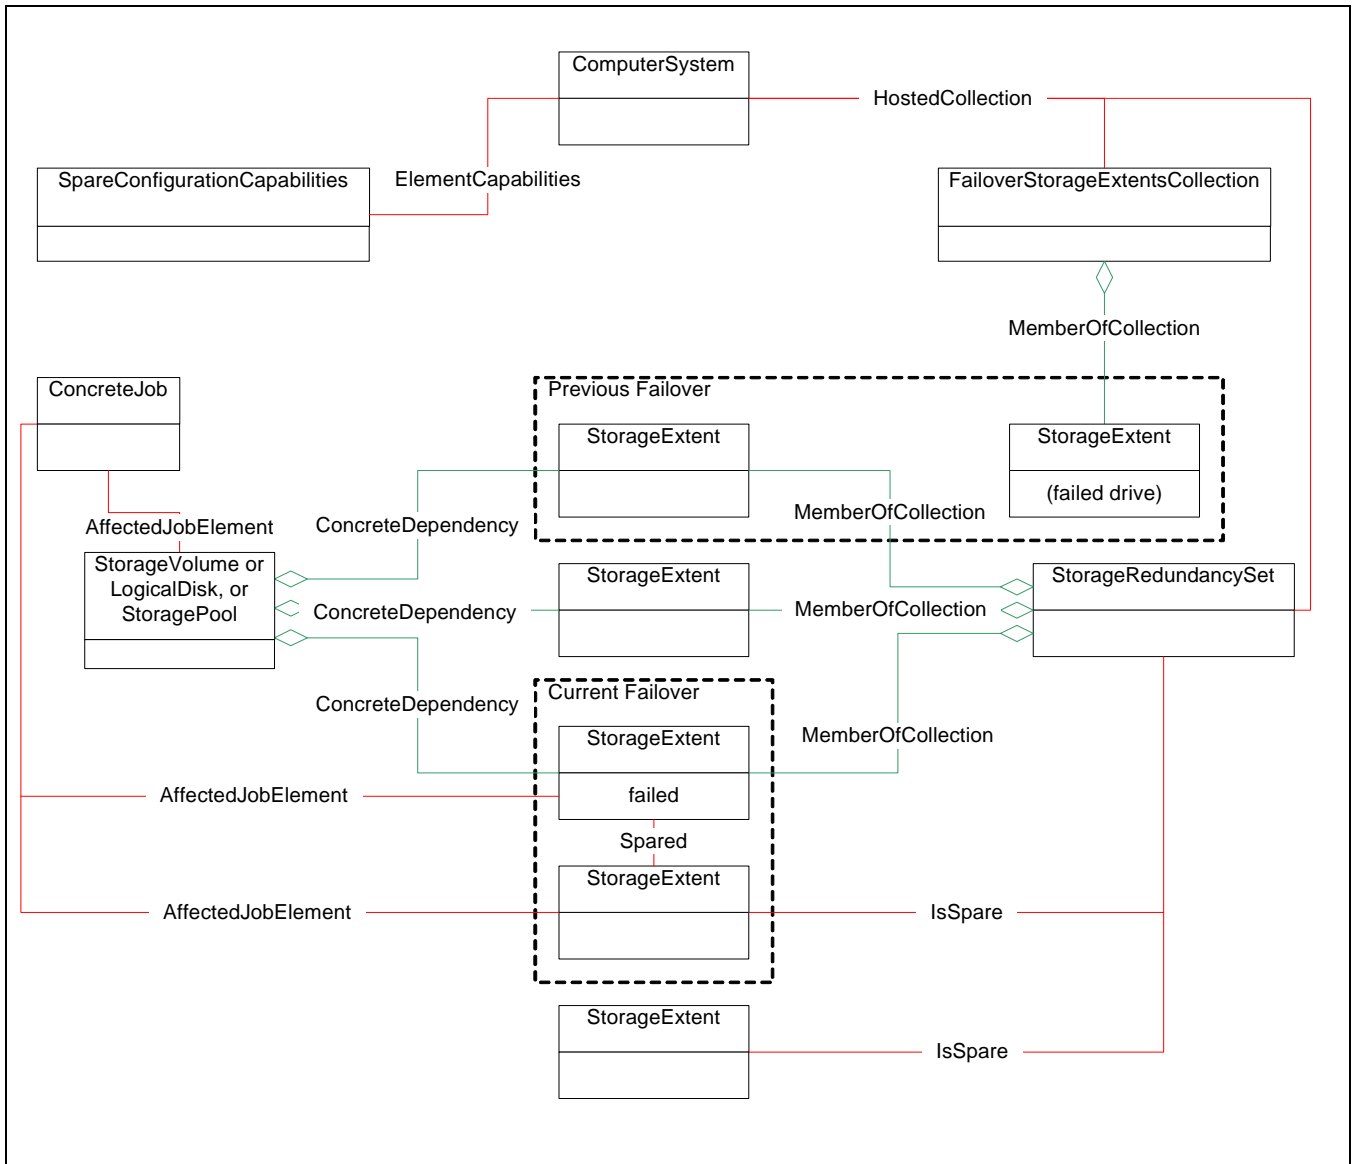 ComputerSystem
HostedCollection
SpareConfigurationCapabilities
ElementCapabilities
FailoverStorageExtentsCollection
MemberOfCollection
ConcreteJob
Previous Failover
StorageExtent
StorageExtent
(failed drive)
MemberOfCollection
ConcreteDependency
AffectedJobElement
StorageVolume or
LogicalDisk, or
StoragePool
StorageExtent
StorageRedundancySet
ConcreteDependency
MemberOfCollection
Current Failover
ConcreteDependency
StorageExtent
MemberOfCollection
AffectedJobElement
failed
Spared
StorageExtent
AffectedJobElement
IsSpare
StorageExtent
IsSpare